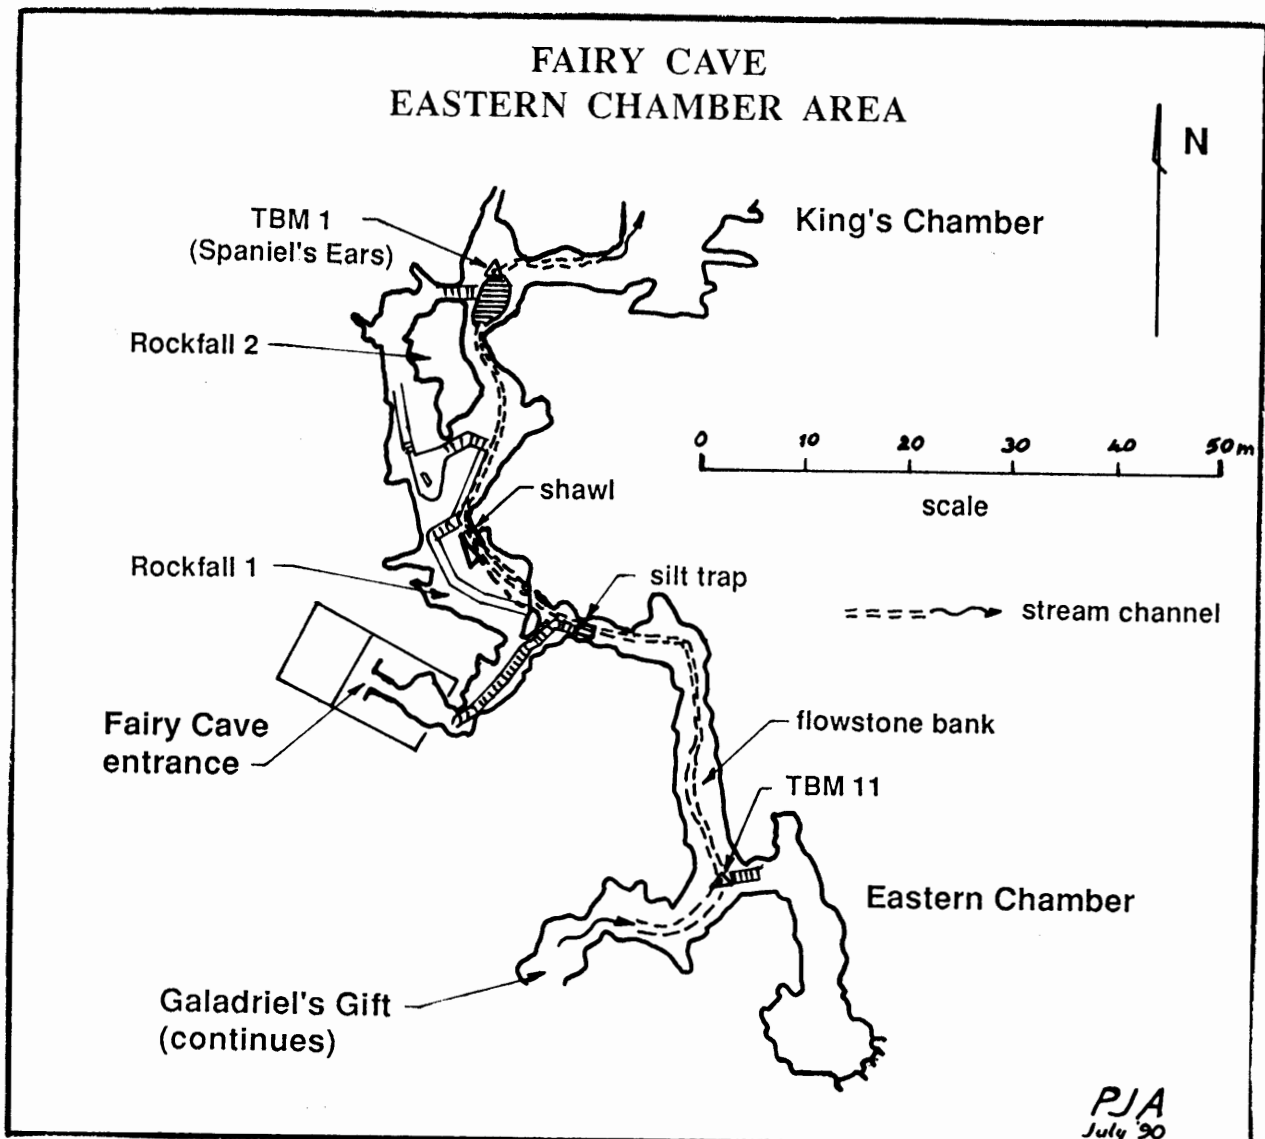 FAIRY CAVE
EASTERN CHAMBER AREA
N
TBM 1
(Spaniel's Ears)
King's Chamber
Rockfall 2
0 10 20 30 40 50m
scale
shawl
Rockfall 1
silt trap
stream channel
Fairy Cave
entrance
flowstone bank
TBM 11
Eastern Chamber
Galadriel's Gift
(continues)
PJA
July '90